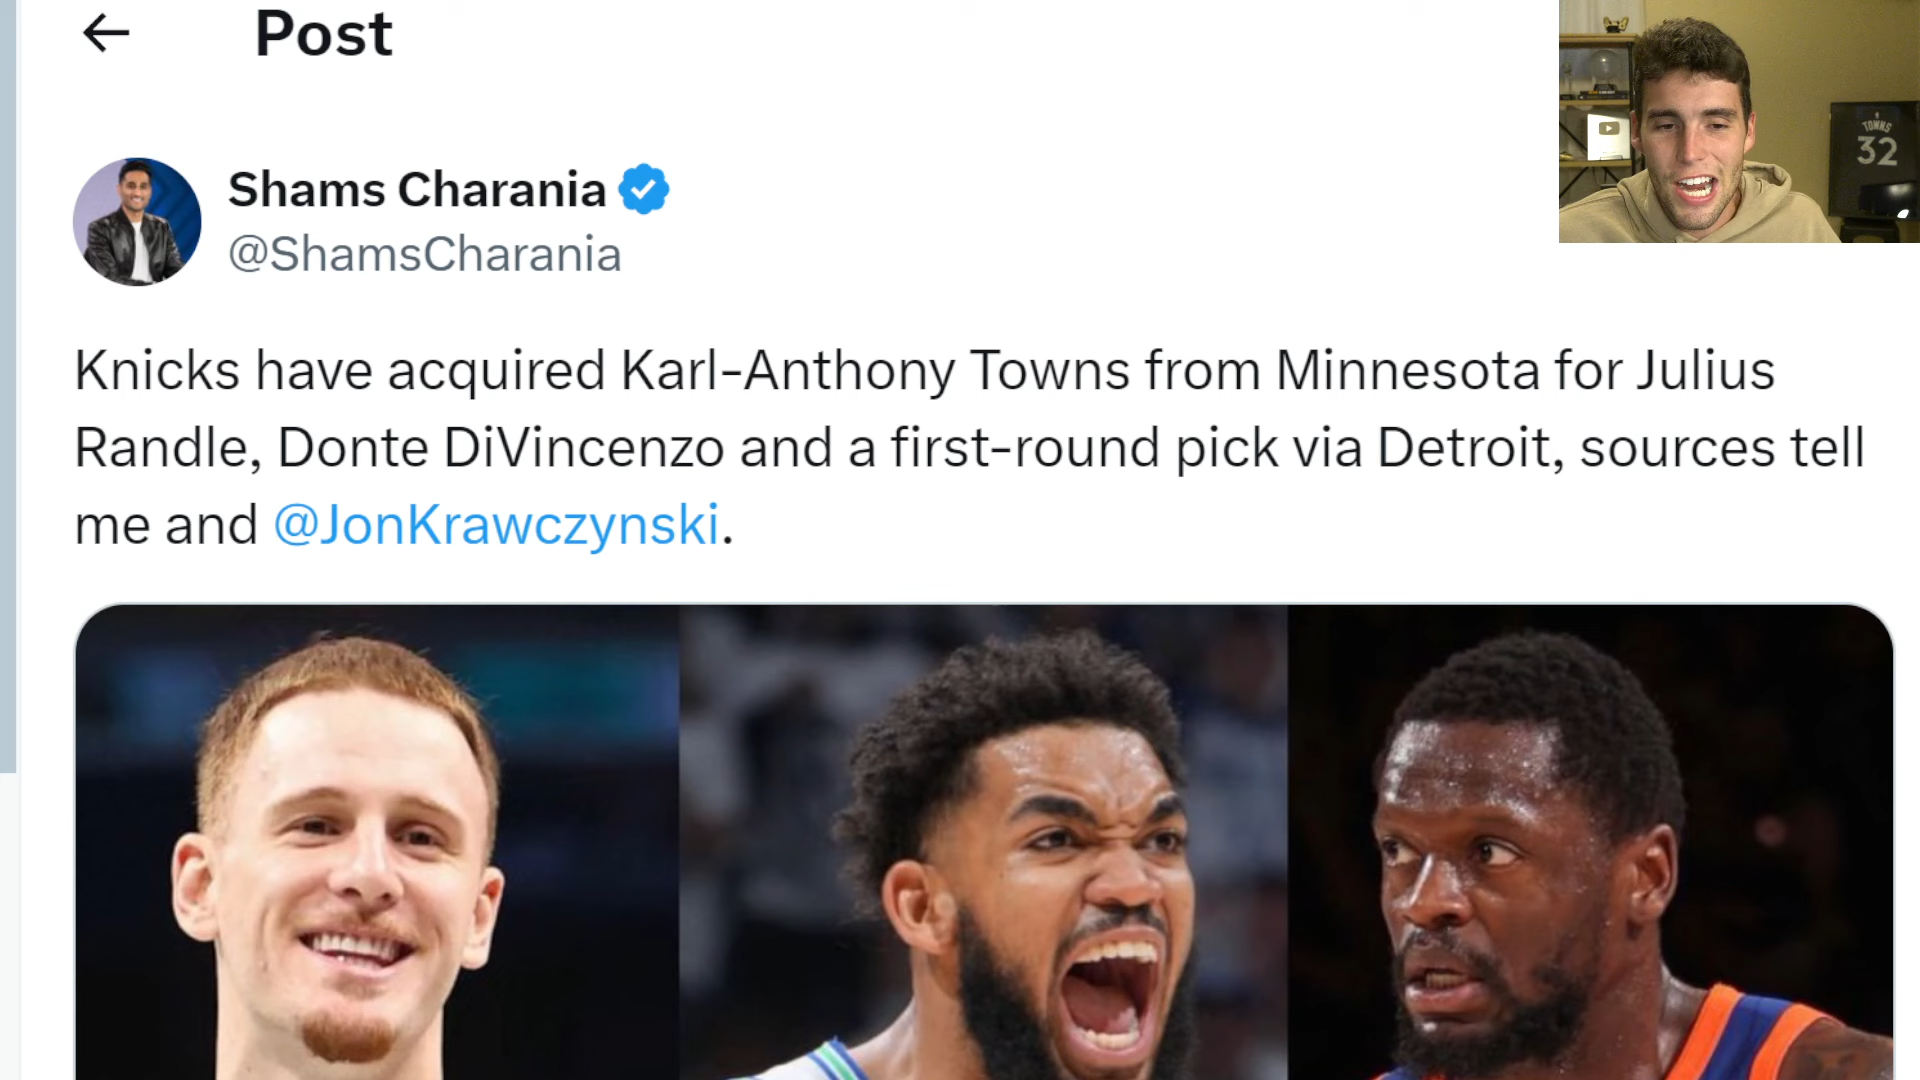 Post
TOWNS
32
Shams Charania
@ShamsCharania
Knicks have acquired Karl-Anthony Towns from Minnesota for Julius
Randle, Donte DiVincenzo and a first-round pick via Detroit, sources tell
me and @JonKrawczynski.